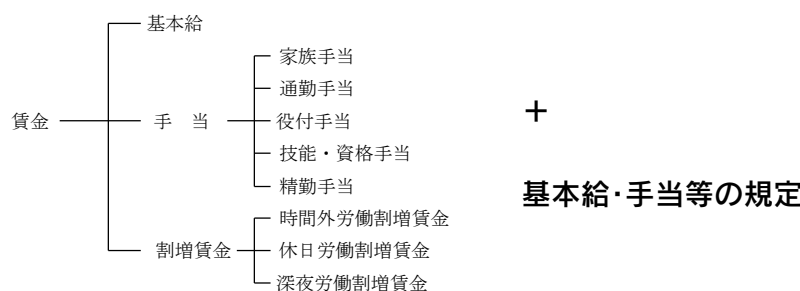 基本給
家族手当
通勤手当
賃金
手　当
役付手当
技能・資格手当
精勤手当
時間外労働割増賃金
割増賃金
休日労働割増賃金
深夜労働割増賃金
+
基本給・手当等の規定